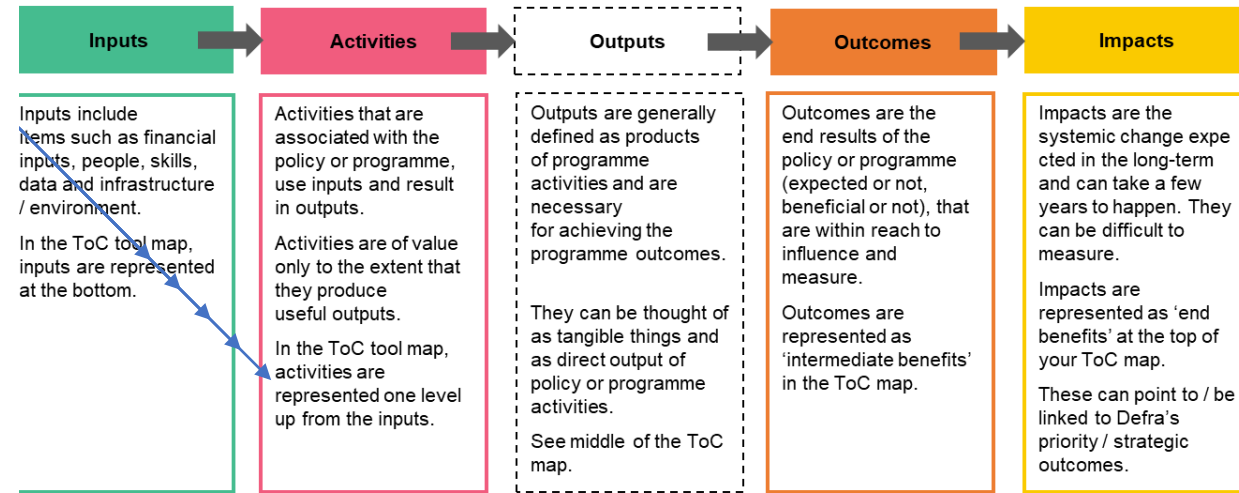 Inputs
Activities
Outputs
Outcomes
Impacts
Inputs include
items such as financial
inputs, people, skills,
data and infrastructure
/ environment.
In the ToC tool map,
inputs are represented
at the bottom.
Activities that are
associated with the
policy or programme,
use inputs and result
in outputs.
Activities are of value
only to the extent that
they produce
useful outputs.
In the ToC tool map,
activities are
represented one level
up from the inputs.
Outputs are generally
defined as products
of programme
activities and are
necessary
for achieving the
programme outcomes.
They can be thought of
as tangible things and
as direct output of
policy or programme
activities.
See middle of the ToC
map.
Outcomes are the
end results of the
policy or programme
(expected or not,
beneficial or not), that
are within reach to
influence and
measure.
Outcomes are
represented as
‘intermediate benefits’
in the ToC map.
Impacts are the
systemic change expe
cted in the long-term
and can take a few
years to happen. They
can be difficult to
measure.
Impacts are
represented as ‘end
benefits’ at the top of
your ToC map.
These can point to / be
linked to Defra’s
priority / strategic
outcomes.